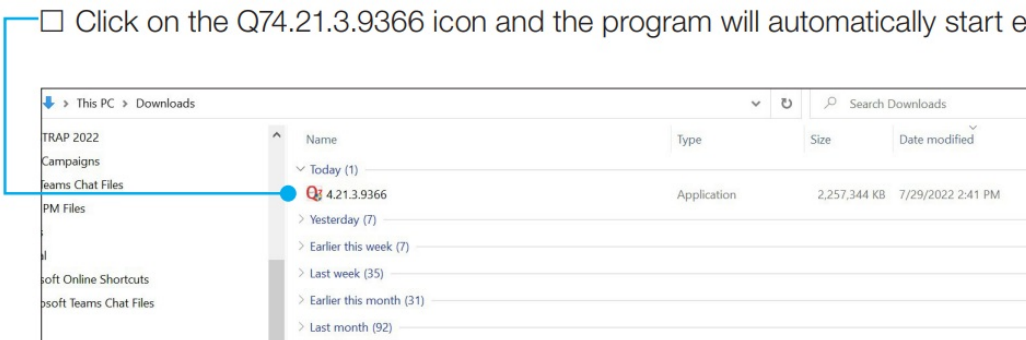 ☐ Click on the Q74.21.3.9366 icon and the program will automatically start e
This PC > Downloads
Search Downloads
Name Type Size Date modified
TRAP 2022
Campaigns
Teams Chat Files
PM Files
soft Online Shortcuts
osoft Teams Chat Files
Today (1)
4.21.3.9366 Application 2,257,344 KB 7/29/2022 2:41 PM
Yesterday (7)
Earlier this week (7)
Last week (35)
Earlier this month (31)
Last month (92)